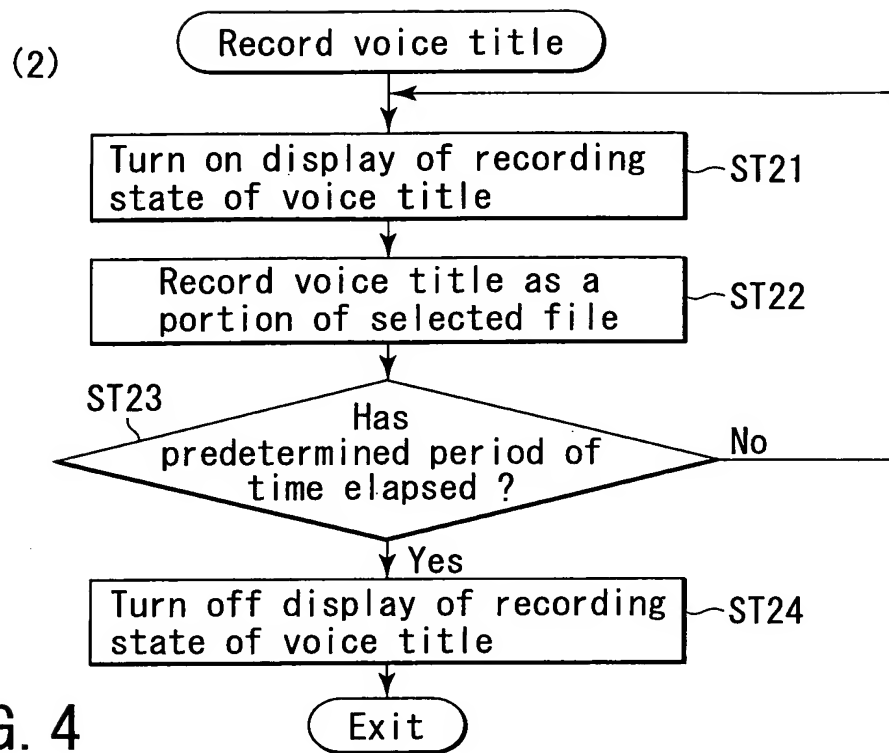 (2)
Record voice title
Turn on display of recording
state of voice title
ST21
Record voice title as a
portion of selected file
ST22
ST23
Has
predetermined period of
time elapsed ?
No
Yes
Turn off display of recording
state of voice title
ST24
Exit
G. 4